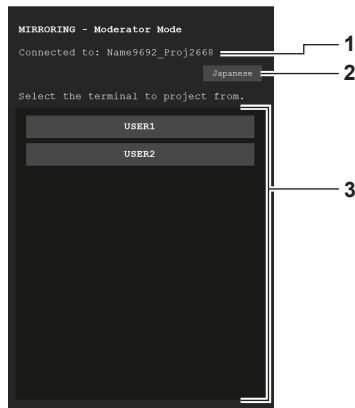 MIRRORING - Moderator Mode
Connected to: Name9692_Proj2668
1
Japanese
2
Select the terminal to project from.
USER1
USER2
3